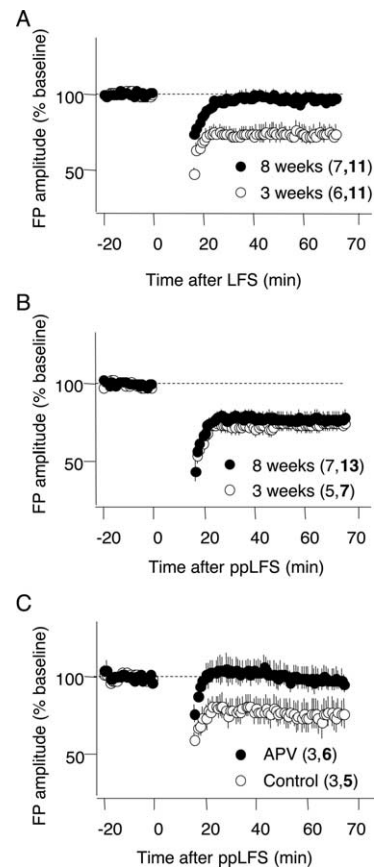 A
FP amplitude (% baseline)
100
50
8 weeks (7,11)
3 weeks (6,11)
-20 0 20 40 60 70
Time after LFS (min)
B
FP amplitude (% baseline)
100
50
8 weeks (7,13)
3 weeks (5,7)
-20 0 20 40 60 70
Time after ppLFS (min)
C
FP amplitude (% baseline)
100
50
APV (3,6)
Control (3,5)
-20 0 20 40 60 70
Time after ppLFS (min)